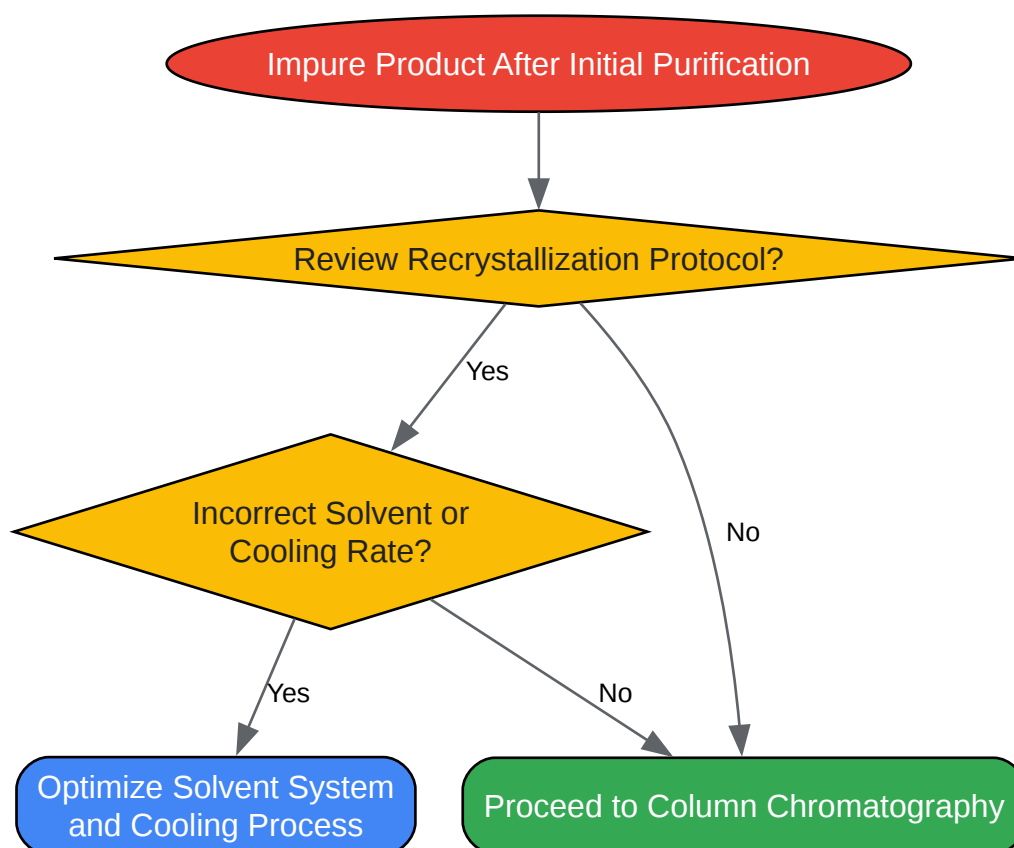 Impure Product After Initial Purification
Review Recrystallization Protocol?
Yes
Incorrect Solvent or
Cooling Rate?
No
Yes
No
Optimize Solvent System
and Cooling Process
Proceed to Column Chromatography